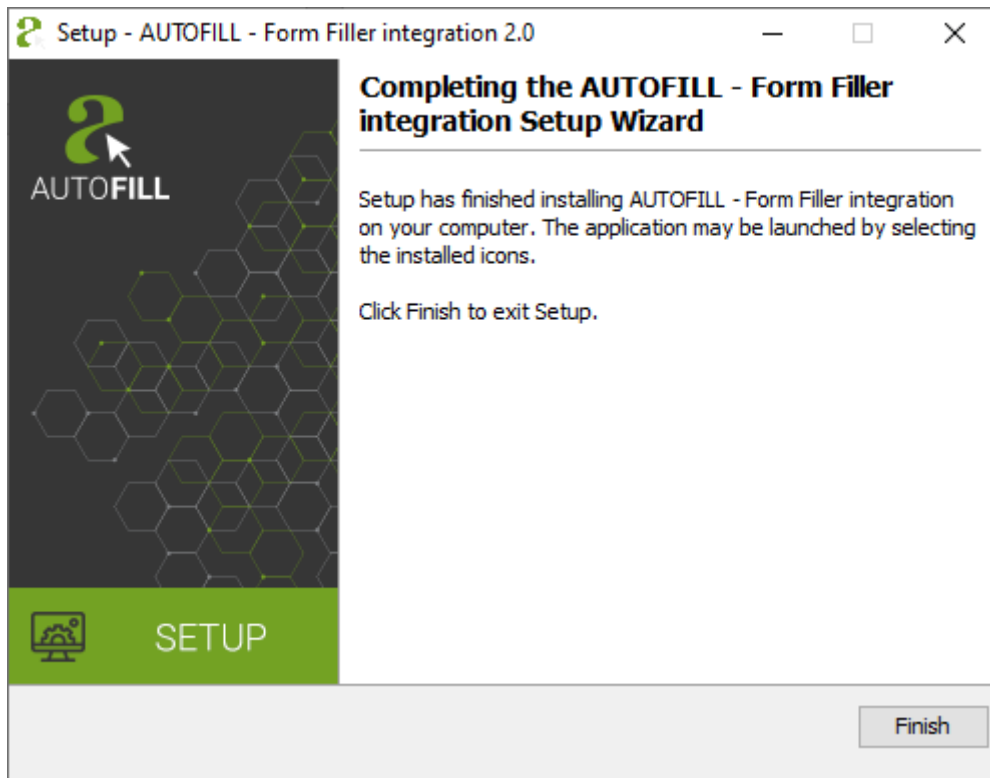 Setup - AUTOFILL - Form Filler integration 2.0
AUTOFILL
Completing the AUTOFILL - Form Filler
integration Setup Wizard
Setup has finished installing AUTOFILL - Form Filler integration
on your computer. The application may be launched by selecting
the installed icons.
Click Finish to exit Setup.
SETUP
Finish